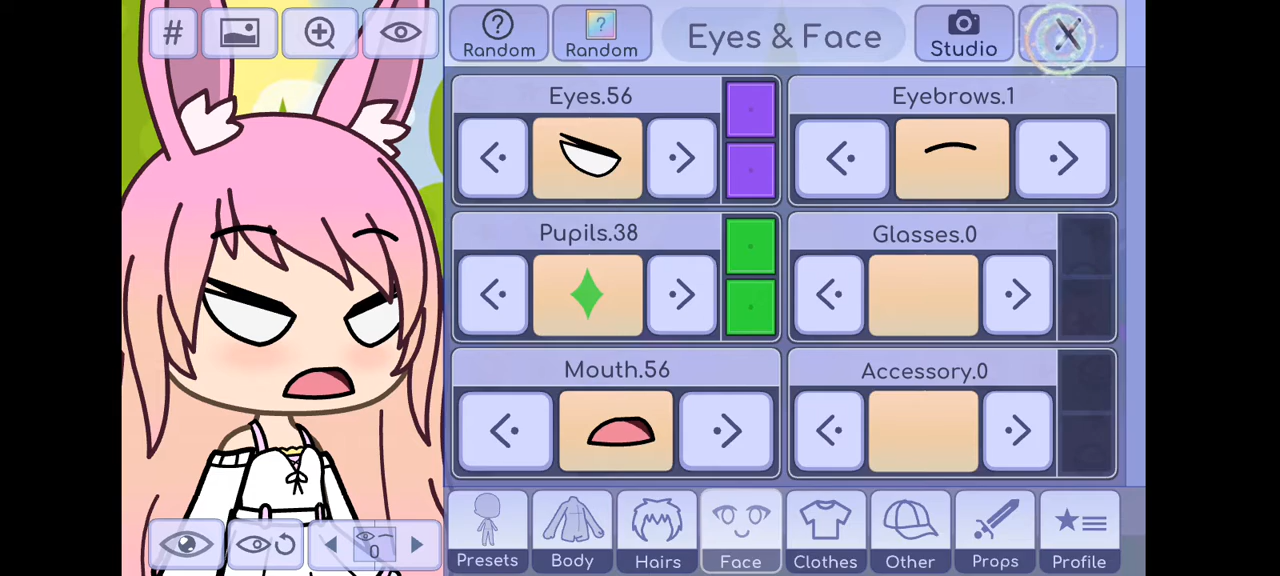 #
? Random
? Random
Eyes & Face
Studio
X
Eyes.56
Eyebrows.1
Pupils.38
Glasses.0
Mouth.56
Accessory.0
0
Presets
Body
Hairs
Face
Clothes
Other
Props
Profile